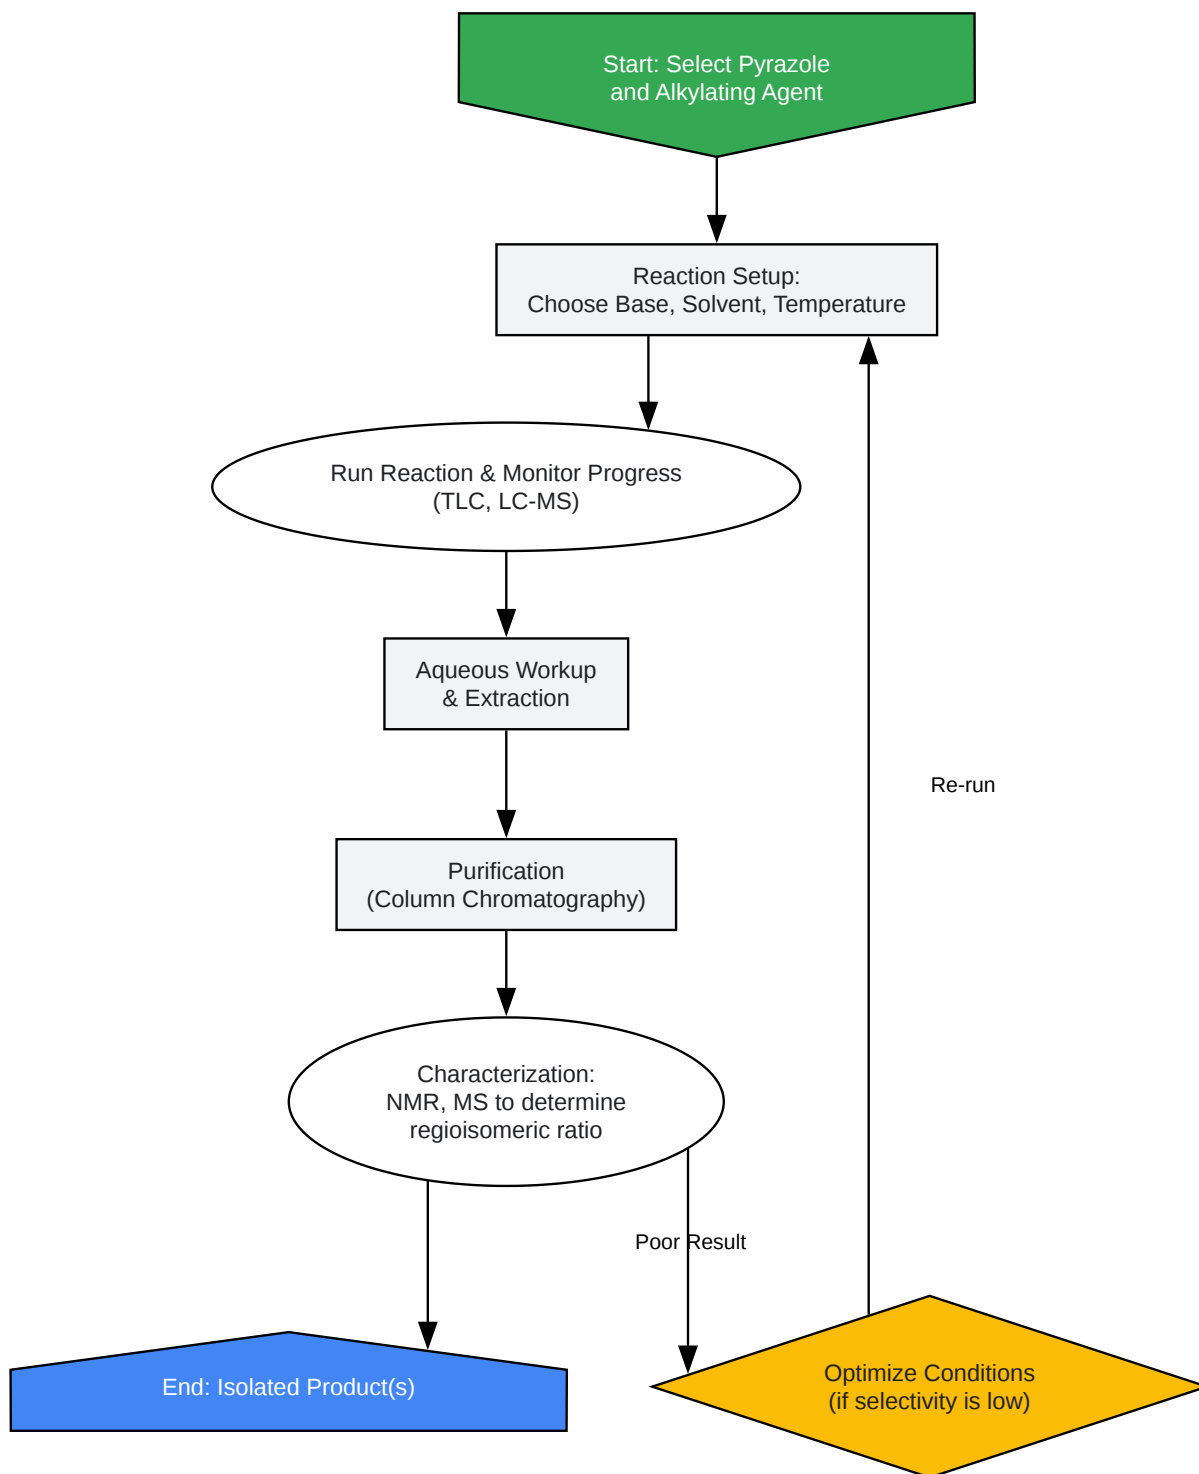 Start: Select Pyrazole
and Alkylating Agent
Reaction Setup:
Choose Base, Solvent, Temperature
Run Reaction & Monitor Progress
(TLC, LC-MS)
Aqueous Workup
& Extraction
Re-run
Purification
(Column Chromatography)
Characterization:
NMR, MS to determine
regioisomeric ratio
Poor Result
End: Isolated Product(s)
Optimize Conditions
(if selectivity is low)